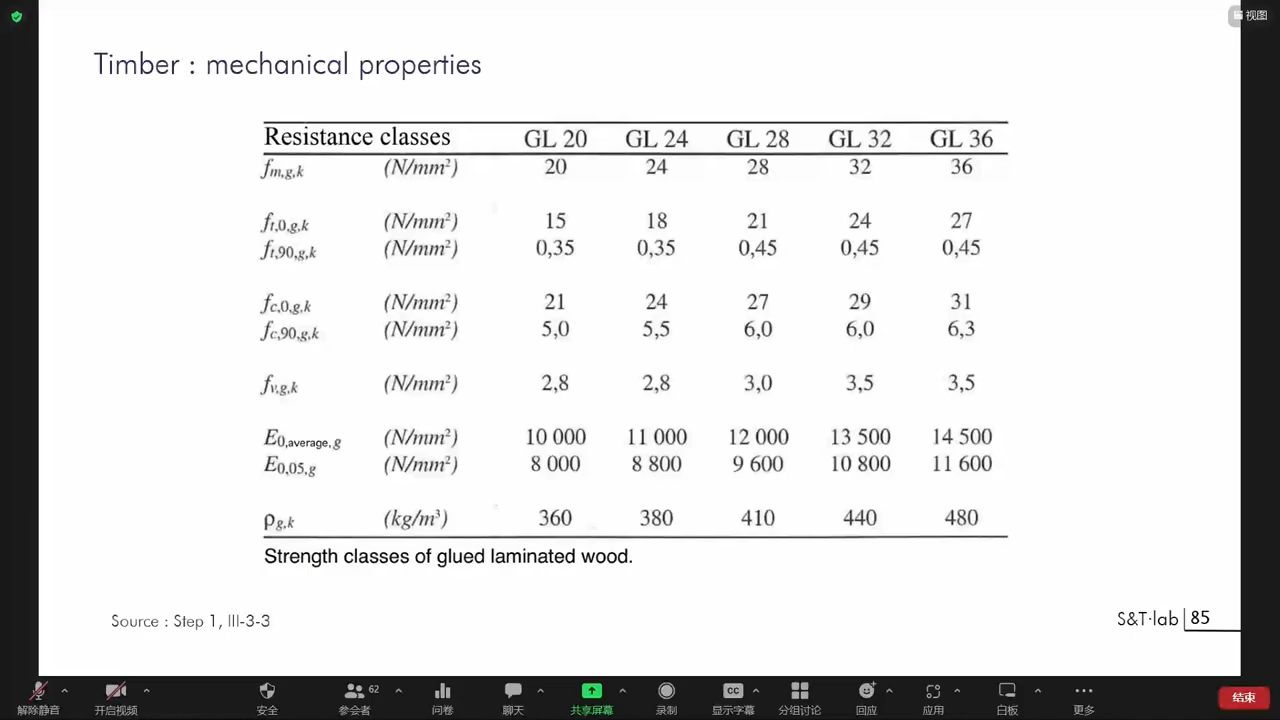 视图
Timber : mechanical properties
Resistance classes GL 20 GL 24 GL 28 GL 32 GL 36
fm,g,k (N/mm²) 20 24 28 32 36
ft,0,g,k (N/mm²) 15 18 21 24 27
ft,90,g,k (N/mm²) 0,35 0,35 0,45 0,45 0,45
fc,0,g,k (N/mm²) 21 24 27 29 31
fc,90,g,k (N/mm²) 5,0 5,5 6,0 6,0 6,3
fv,g,k (N/mm²) 2,8 2,8 3,0 3,5 3,5
E0,average,g (N/mm²) 10 000 11 000 12 000 13 500 14 500
E0,05,g (N/mm²) 8 000 8 800 9 600 10 800 11 600
ρg,k (kg/m³) 360 380 410 440 480
Strength classes of glued laminated wood.
Source : Step 1, III-3-3
S&T·lab 85
62 CC
解除静音 开启视频 安全 参会者 问卷 聊天 共享屏幕 录制 显示字幕 分组讨论 回应 应用 白板 更多 结束